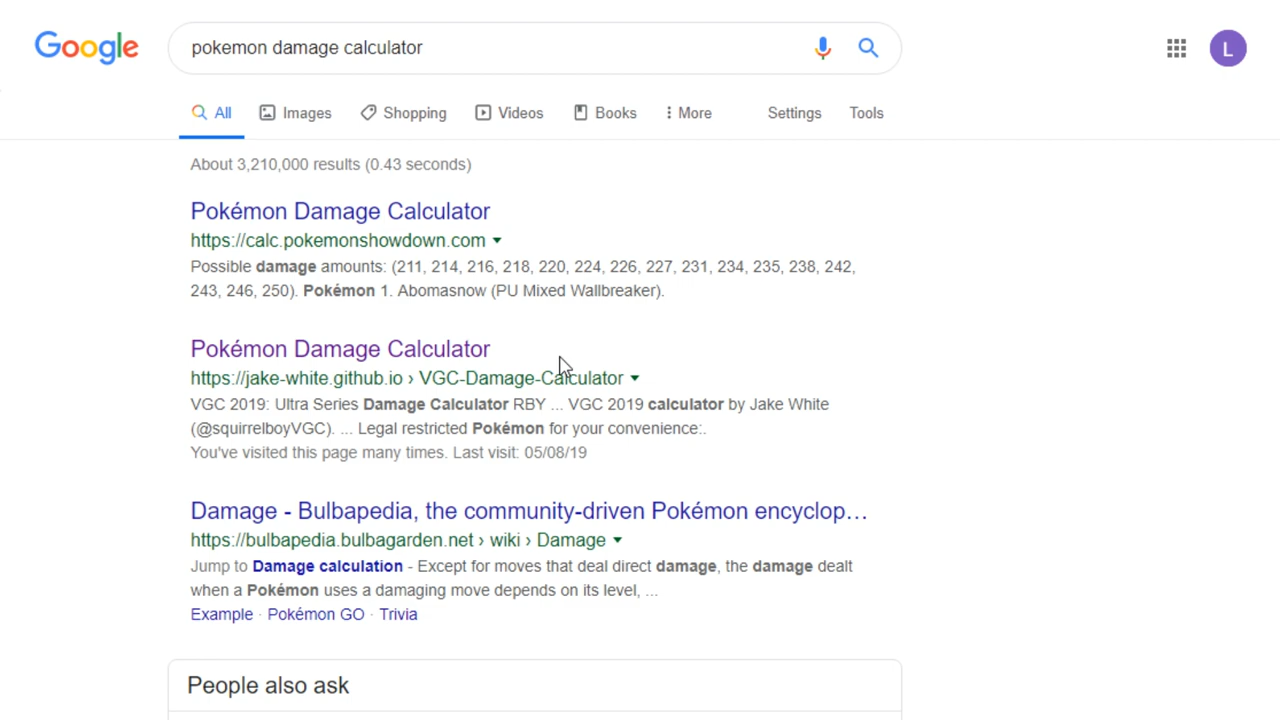 Google
pokemon damage calculator
L
All Images Shopping Videos Books More Settings Tools
About 3,210,000 results (0.43 seconds)
Pokémon Damage Calculator
https://calc.pokemonshowdown.com
Possible damage amounts: (211, 214, 216, 218, 220, 224, 226, 227, 231, 234, 235, 238, 242,
243, 246, 250). Pokémon 1. Abomasnow (PU Mixed Wallbreaker).
Pokémon Damage Calculator
https://jake-white.github.io › VGC-Damage-Calculator
VGC 2019: Ultra Series Damage Calculator RBY ... VGC 2019 calculator by Jake White
(@squirrelboyVGC). ... Legal restricted Pokémon for your convenience:.
You've visited this page many times. Last visit: 05/08/19
Damage - Bulbapedia, the community-driven Pokémon encyclop...
https://bulbapedia.bulbagarden.net › wiki › Damage
Jump to Damage calculation - Except for moves that deal direct damage, the damage dealt
when a Pokémon uses a damaging move depends on its level, ...
Example · Pokémon GO · Trivia
People also ask